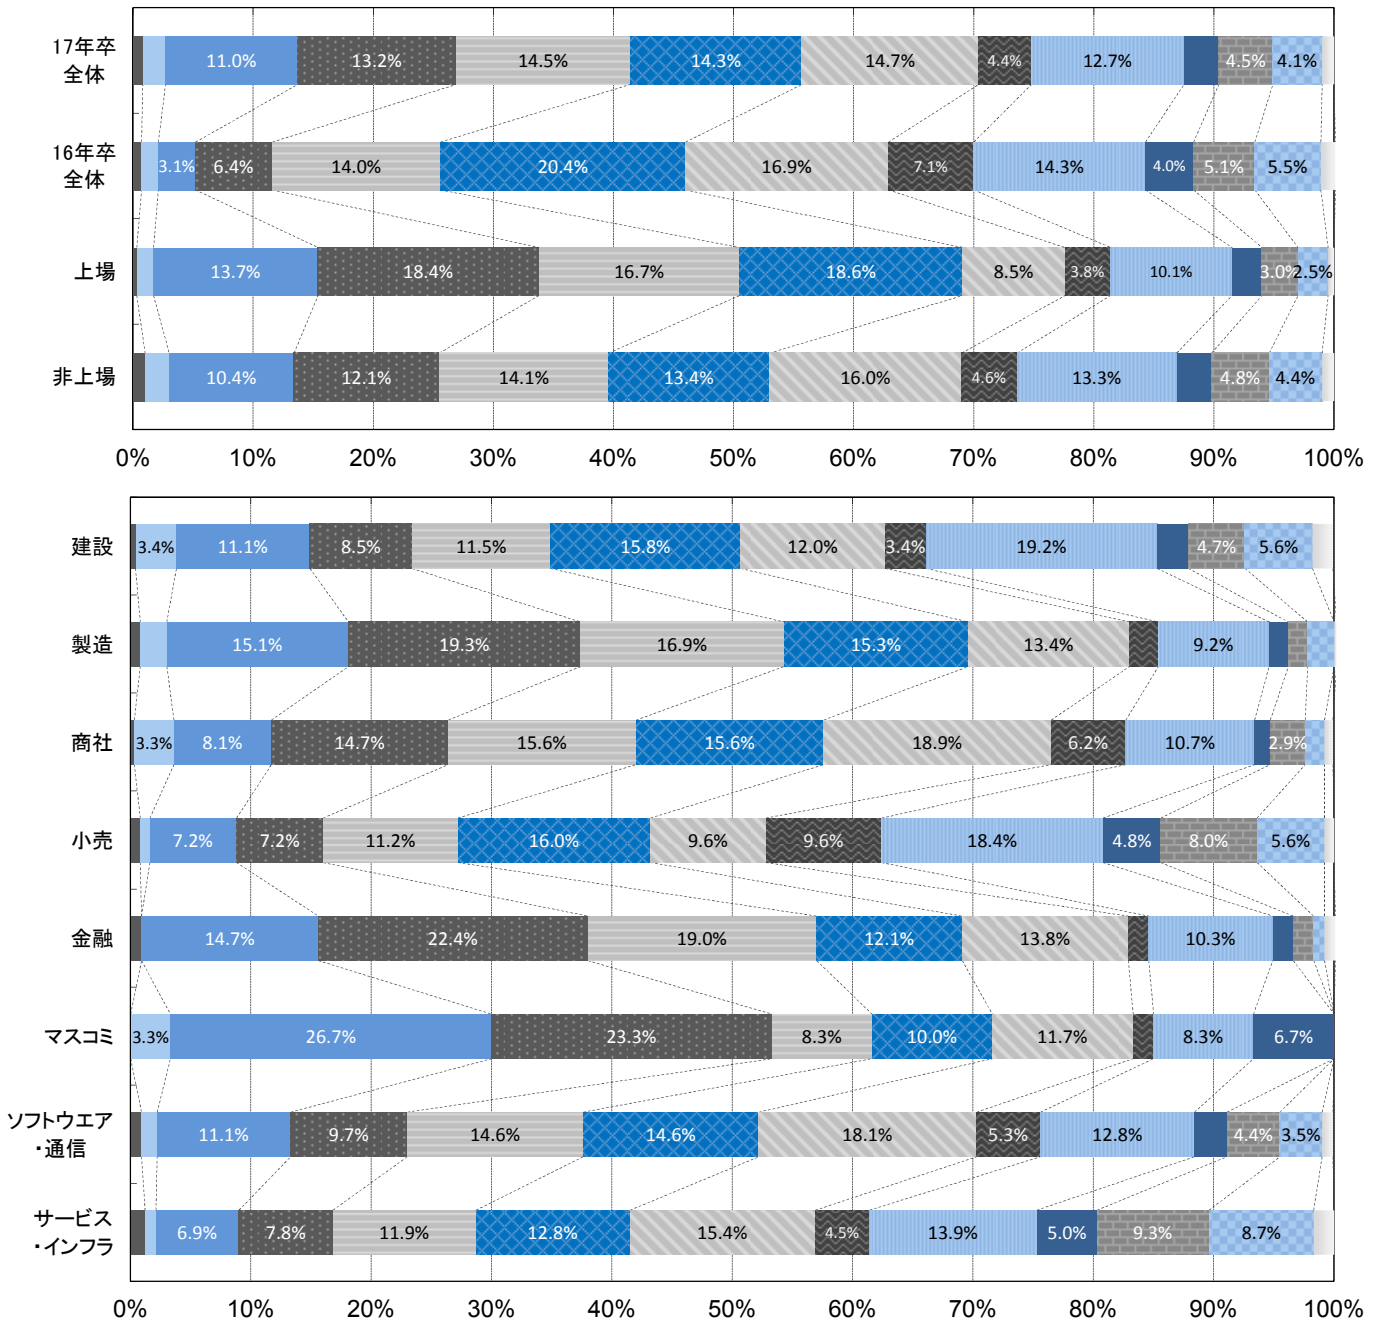 17年卒
全体
11.0% 13.2% 14.5% 14.3% 14.7% 4.4% 12.7% 4.5% 4.1%
16年卒
全体
3.1% 6.4% 14.0% 20.4% 16.9% 7.1% 14.3% 4.0% 5.1% 5.5%
上場 13.7% 18.4% 16.7% 18.6% 8.5% 3.8% 10.1% 3.0% 2.5%
非上場 10.4% 12.1% 14.1% 13.4% 16.0% 4.6% 13.3% 4.8% 4.4%
0% 10% 20% 30% 40% 50% 60% 70% 80% 90% 100%
建設 3.4% 11.1% 8.5% 11.5% 15.8% 12.0% 3.4% 19.2% 4.7% 5.6%
製造 15.1% 19.3% 16.9% 15.3% 13.4% 9.2%
商社 3.3% 8.1% 14.7% 15.6% 15.6% 18.9% 6.2% 10.7% 2.9%
小売 7.2% 7.2% 11.2% 16.0% 9.6% 9.6% 18.4% 4.8% 8.0% 5.6%
金融 14.7% 22.4% 19.0% 12.1% 13.8% 10.3%
マスコミ 3.3% 26.7% 23.3% 8.3% 10.0% 11.7% 8.3% 6.7%
ソフトウエア
・通信
11.1% 9.7% 14.6% 14.6% 18.1% 5.3% 12.8% 4.4% 3.5%
サービス
・インフラ
6.9% 7.8% 11.9% 12.8% 15.4% 4.5% 13.9% 5.0% 9.3% 8.7%
0% 10% 20% 30% 40% 50% 60% 70% 80% 90% 100%